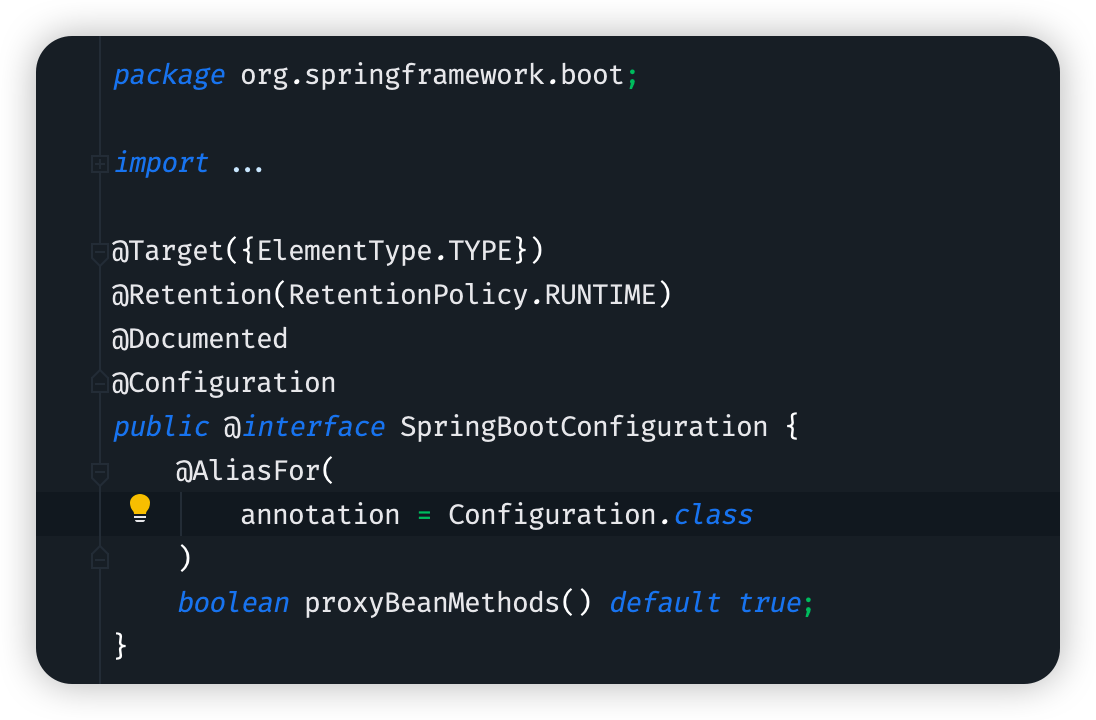 package org.springframework.boot;
import ...
@Target({ElementType.TYPE})
@Retention(RetentionPolicy.RUNTIME)
@Documented
@Configuration
public @interface SpringBootConfiguration {
    @AliasFor(
        annotation = Configuration.class
    )
    boolean proxyBeanMethods() default true;
}